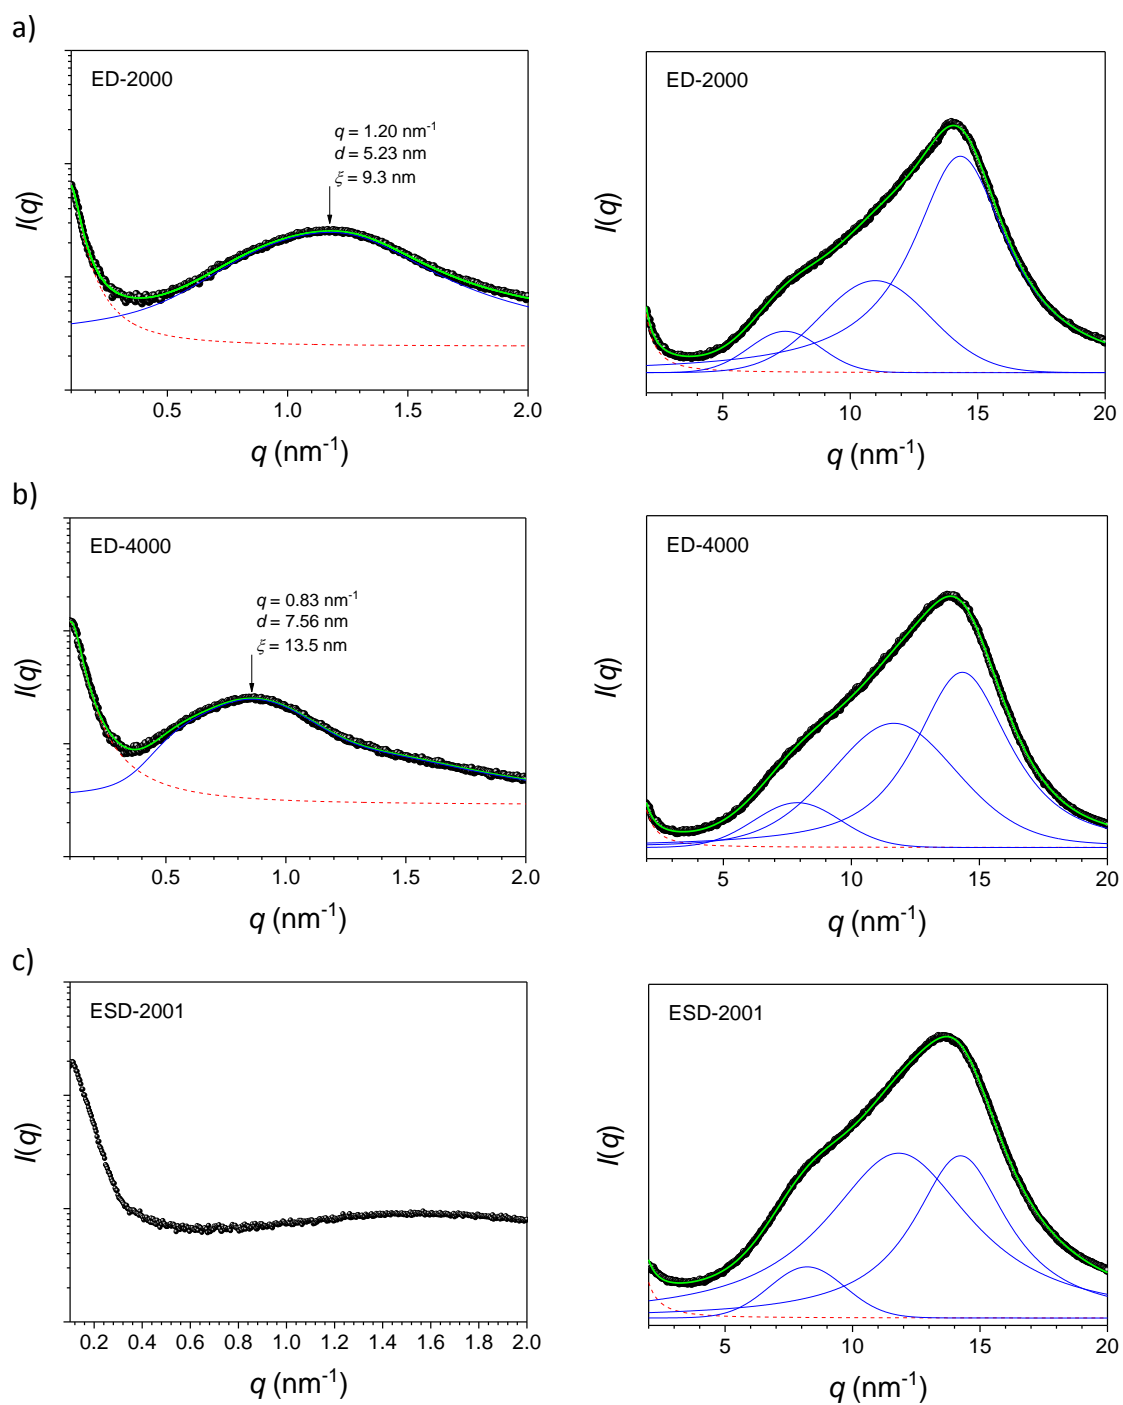 a)
ED-2000
q = 1.20 nm⁻¹
d = 5.23 nm
ξ = 9.3 nm
I(q)
0.5 1.0 1.5 2.0
q (nm⁻¹)
ED-2000
I(q)
5 10 15 20
q (nm⁻¹)
b)
ED-4000
q = 0.83 nm⁻¹
d = 7.56 nm
ξ = 13.5 nm
I(q)
0.5 1.0 1.5 2.0
q (nm⁻¹)
ED-4000
I(q)
5 10 15 20
q (nm⁻¹)
c)
ESD-2001
I(q)
0.2 0.4 0.6 0.8 1.0 1.2 1.4 1.6 1.8 2.0
q (nm⁻¹)
ESD-2001
I(q)
5 10 15 20
q (nm⁻¹)